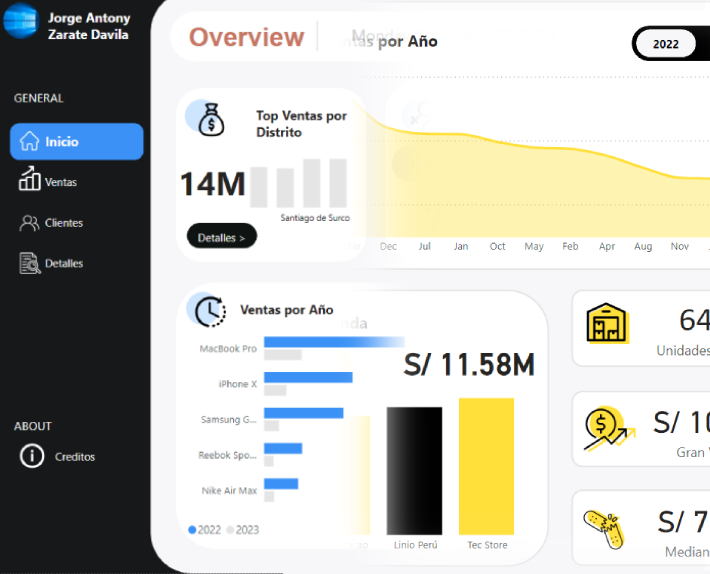 Jorge Antony
Zarate Davila
GENERAL
Inicio
Ventas
Clientes
Detalles
ABOUT
Creditos
Overview
ntas por Año
2022
Top Ventas por
Distrito
14M
Santiago de Surco
Detalles >
Dec Jul Jan Oct May Feb Apr Aug Nov
Ventas por Año
nda
MacBook Pro
iPhone X
Samsung G...
Reebok Spo...
Nike Air Max
2022 2023
S/ 11.58M
Linio Perú Tec Store
64
Unidades
S/ 10
Gran
S/ 7
Median